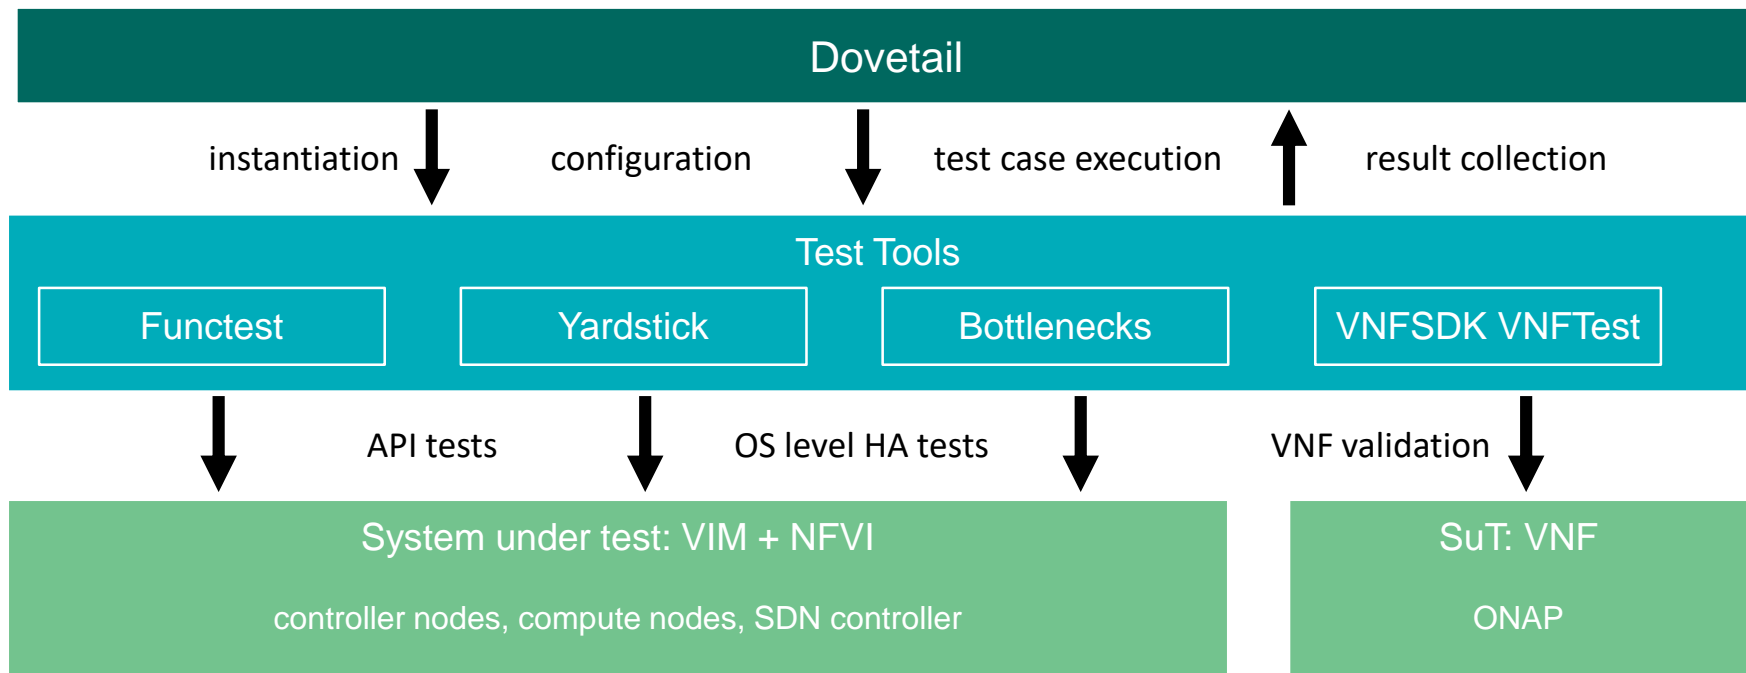 Dovetail
instantiation
configuration
test case execution
result collection
Test Tools
Functest
Yardstick
Bottlenecks
VNFSDK VNFTest
API tests
OS level HA tests
VNF validation
System under test: VIM + NFVI
controller nodes, compute nodes, SDN controller
SuT: VNF
ONAP